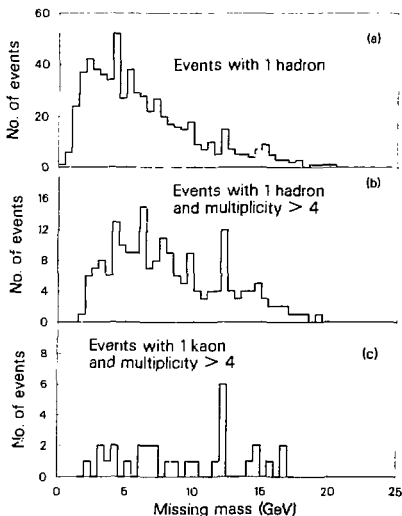 60
(a)
Events with 1 hadron
40
20
0
No. of events
(b)
Events with 1 hadron
and multiplicity > 4
16
12
8
4
0
No. of events
Events with 1 kaon
(c)
and multiplicity > 4
8
6
4
2
0
No. of events
0 5 10 15 20 25
Missing mass (GeV)